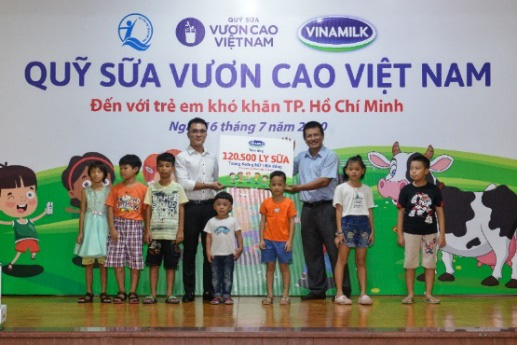 QUỸ SỮA
VƯƠN CAO
VIỆT NAM
VINAMILK
QUỸ SỮA VƯƠN CAO VIỆT NAM
Đến với trẻ em khó khăn TP. Hồ Chí Minh
6 tháng 7 năm
120.500 LY SỮA